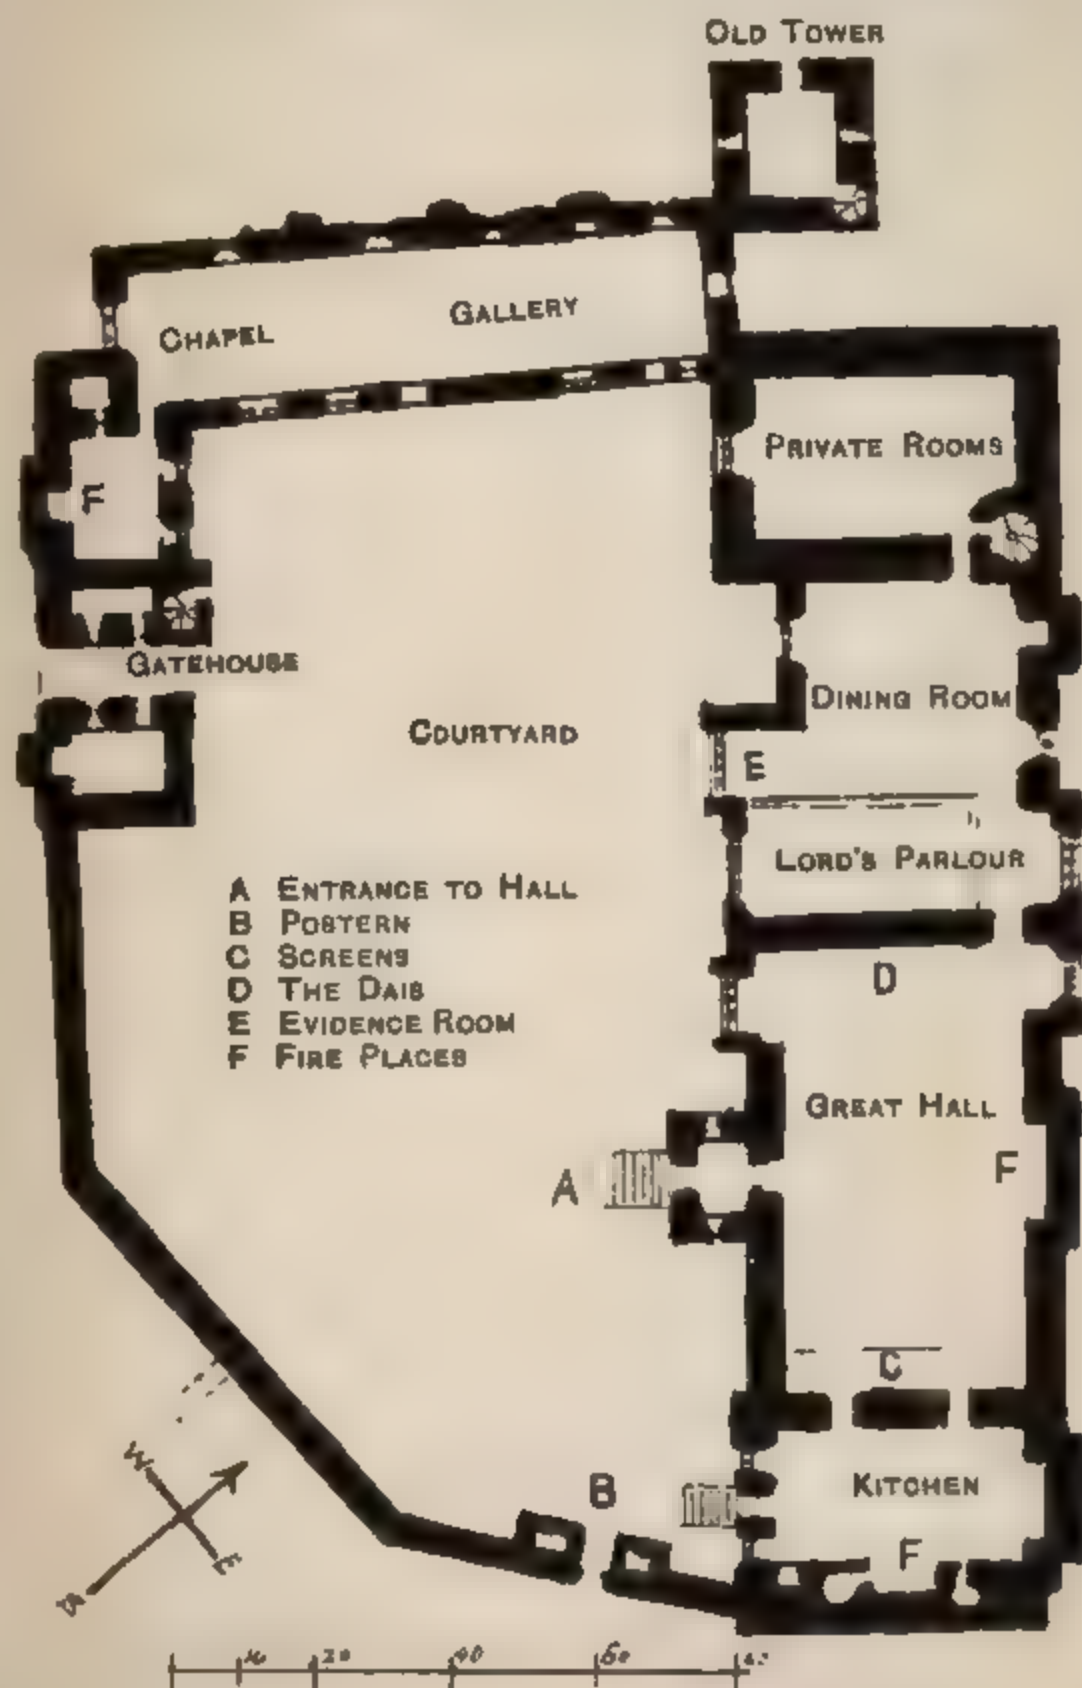 OLD TOWER
GALLERY
CHAPEL
PRIVATE ROOMS
F
GATEHOUSE
DINING ROOM
COURTYARD
E
LORD'S PARLOUR
A ENTRANCE TO HALL
B POSTERN
C SCREENS
D THE DAIS
E EVIDENCE ROOM
F FIRE PLACES
D
GREAT HALL
F
A
C
W
KITCHEN
B
F
E
S
10 20 40 60